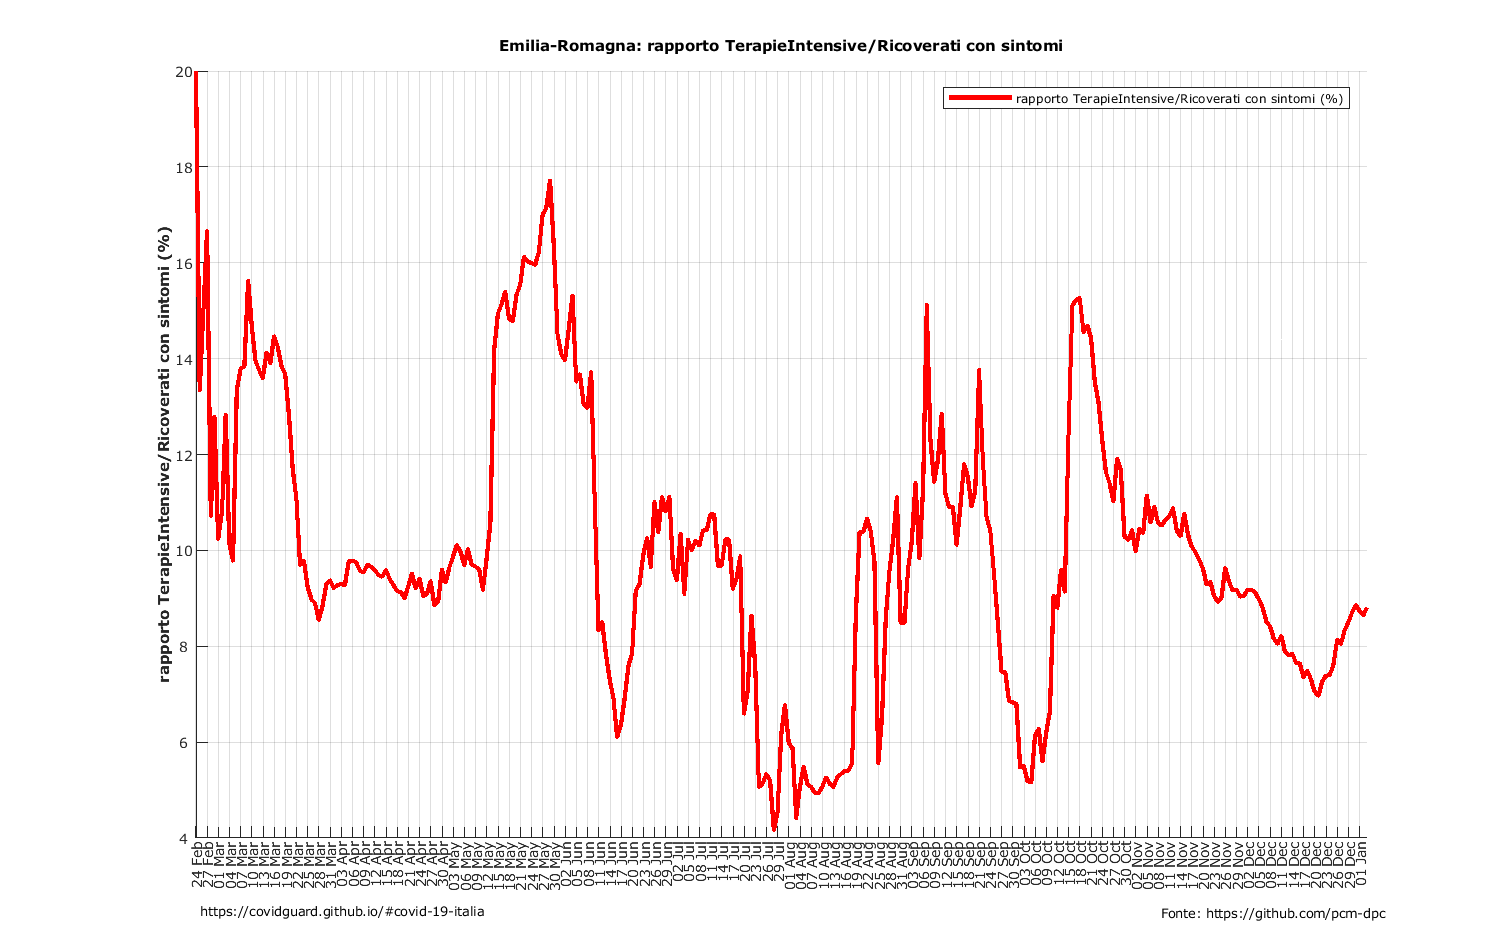 Emilia-Romagna: rapporto TerapieIntensive/Ricoverati con sintomi
rapporto TerapieIntensive/Ricoverati con sintomi (%)
rapporto TerapieIntensive/Ricoverati con sintomi (%)
20
18
16
14
12
10
8
6
4
24 Feb
27 Feb
01 Mar
04 Mar
07 Mar
10 Mar
13 Mar
16 Mar
19 Mar
22 Mar
25 Mar
28 Mar
31 Mar
03 Apr
06 Apr
09 Apr
12 Apr
15 Apr
18 Apr
21 Apr
24 Apr
27 Apr
30 Apr
03 May
06 May
09 May
12 May
15 May
18 May
21 May
24 May
27 May
30 May
02 Jun
05 Jun
08 Jun
11 Jun
14 Jun
17 Jun
20 Jun
23 Jun
26 Jun
29 Jun
02 Jul
05 Jul
08 Jul
11 Jul
14 Jul
17 Jul
20 Jul
23 Jul
26 Jul
29 Jul
01 Aug
04 Aug
07 Aug
10 Aug
13 Aug
16 Aug
19 Aug
22 Aug
25 Aug
28 Aug
31 Aug
03 Sep
06 Sep
09 Sep
12 Sep
15 Sep
18 Sep
21 Sep
24 Sep
27 Sep
30 Sep
03 Oct
06 Oct
09 Oct
12 Oct
15 Oct
18 Oct
21 Oct
24 Oct
27 Oct
30 Oct
02 Nov
05 Nov
08 Nov
11 Nov
14 Nov
17 Nov
20 Nov
23 Nov
26 Nov
29 Nov
02 Dec
05 Dec
08 Dec
11 Dec
14 Dec
17 Dec
20 Dec
23 Dec
26 Dec
29 Dec
01 Jan
https://covidguard.github.io/#covid-19-italia
Fonte: https://github.com/pcm-dpc